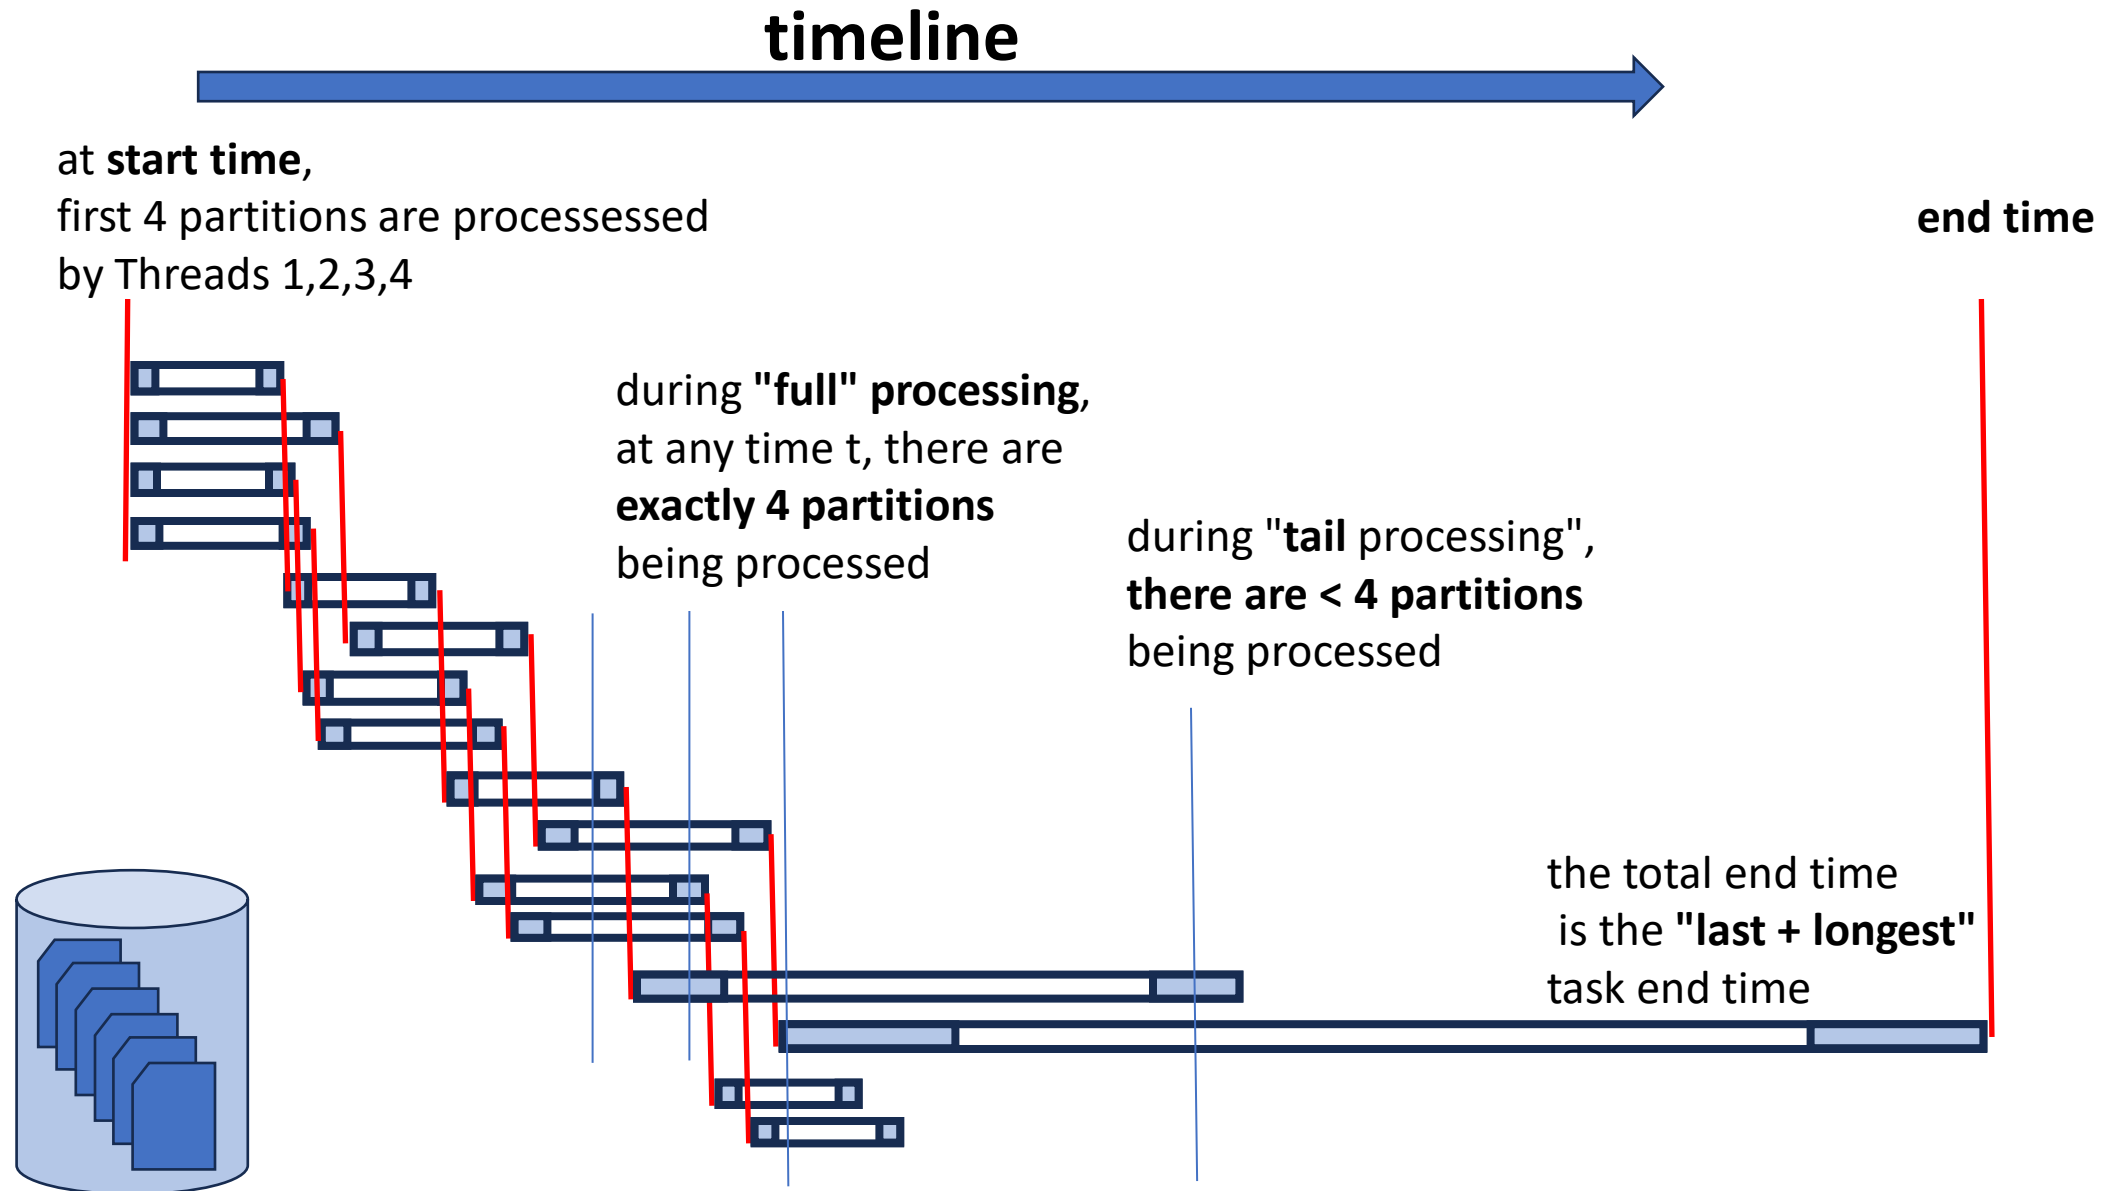 timeline
at start time,
first 4 partitions are processessed
by Threads 1,2,3,4
end time
during "full" processing,
at any time t, there are
exactly 4 partitions
being processed
during "tail processing",
there are < 4 partitions
being processed
the total end time
is the "last + longest"
task end time